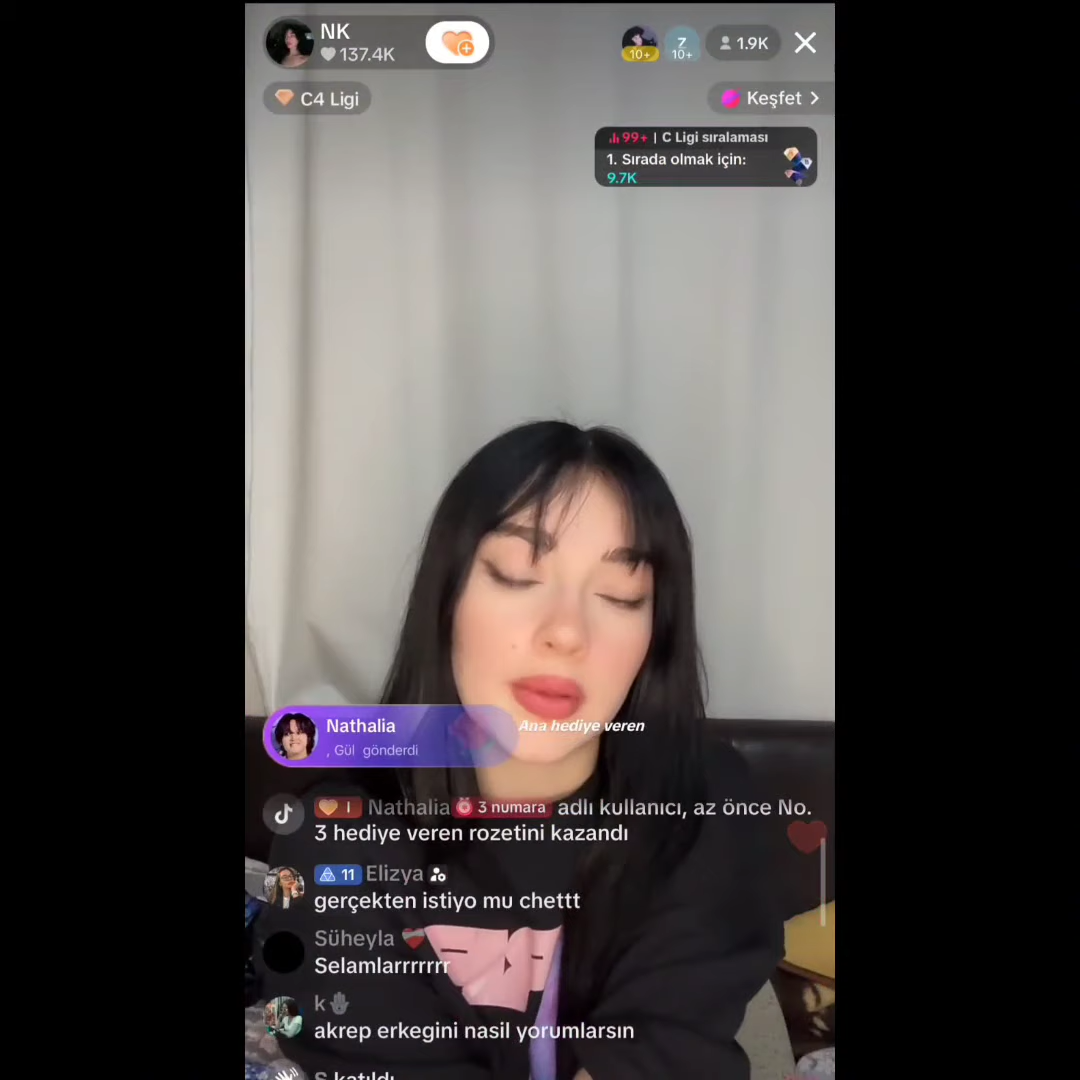 NK
137.4K
10+
Z
10+
1.9K
C4 Ligi
Keşfet
99+ | C Ligi sıralaması
1. Sırada olmak için:
9.7K
Nathalia
, Gül gönderdi
Ana hediye veren
I Nathalia 3 numara adlı kullanıcı, az önce No.
3 hediye veren rozetini kazandı
11 Elizya
gerçekten istiyo mu chettt
Süheyla
Selamlarrrrrrr
k
akrep erkegini nasil yorumlarsın
S katıldı